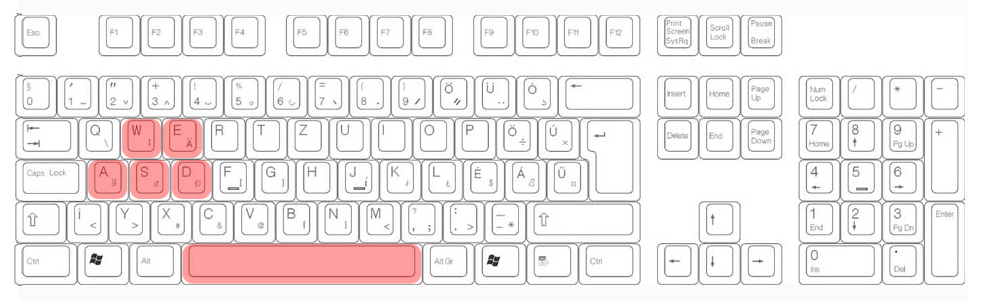 Esc F1 F2 F3 F4 F5 F6 F7 F8 F9 F10 F11 F12 Print Screen SysRq Scroll Lock Pause Break
§ 0 ' 1 ~ " 2 ˇ + 3 ^ ! 4 ˘ % 5 ° / 6 ˛ = 7 ` ( 8 ˙ ) 9 ´ Ö ˝ Ü ¨ Ó ¸ ← Insert Home Page Up Num Lock / * −
Q \ W | E Ä R T Z U I O P Ö ÷ Ú × Delete End Page Down 7 Home 8 ↑ 9 Pg Up +
Caps Lock A S đ D Đ F [ G ] H J í K ł L Ł É $ Á ß Ű ¤ 4 ← 5 6 →
⇧ Í < Y > X # C & V @ B { N } M < ? , ; : . > _ – * ⇧ ↑ 1 End 2 ↓ 3 Pg Dn Enter
Ctrl Alt Alt Gr Ctrl ← ↓ → 0 Ins . Del